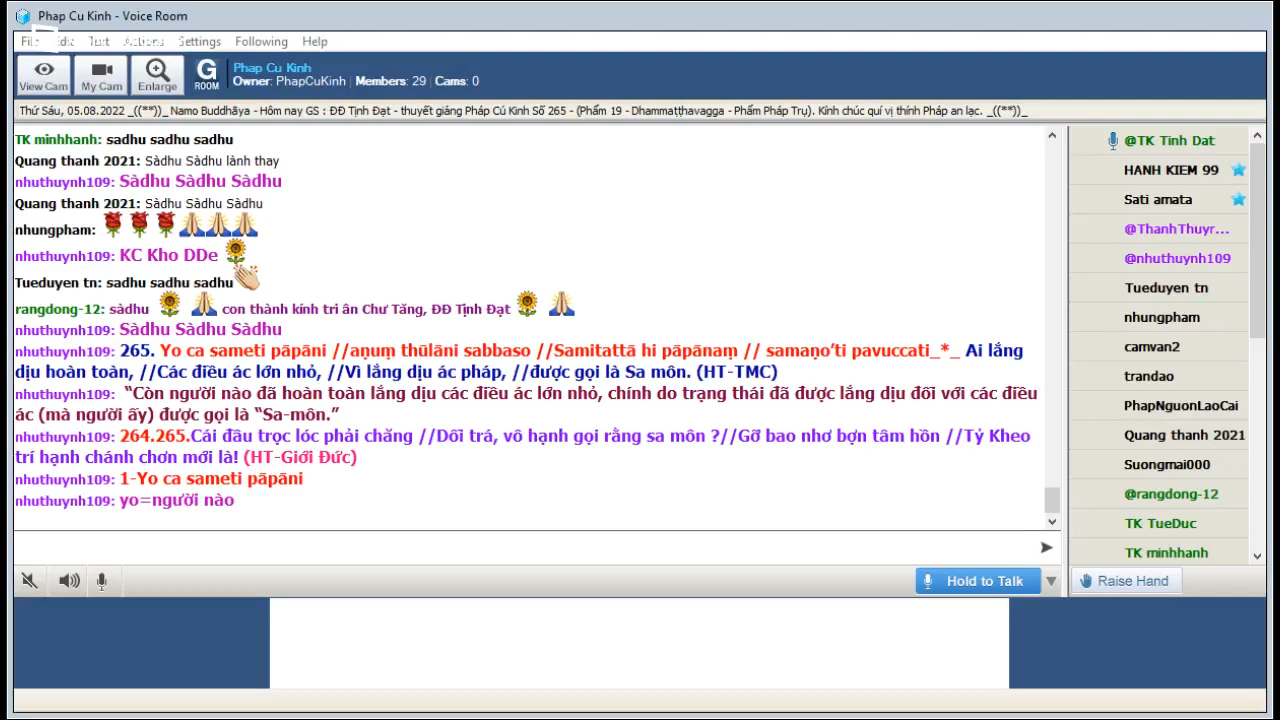 Phap Cu Kinh - Voice Room
Text Actions Settings Following Help
View Cam My Cam Enlarge G ROOM
Phap Cu Kinh
Owner: PhapCuKinh | Members: 29 | Cams: 0
Thứ Sáu, 05.08.2022 _((**))_ Namo Buddhāya - Hôm nay GS : ĐĐ Tịnh Đạt - thuyết giảng Pháp Cú Kinh Số 265 - (Phẩm 19 - Dhammaṭṭhavagga - Phẩm Pháp Trụ). Kính chúc quí vị thính Pháp an lạc. _((**))_
TK minhhanh: sadhu sadhu sadhu
Quang thanh 2021: Sàdhu Sàdhu lành thay
nhuthuynh109: Sàdhu Sàdhu Sàdhu
Quang thanh 2021: Sàdhu Sàdhu Sàdhu
nhungpham:
nhuthuynh109: KC Kho DDe
Tueduyen tn: sadhu sadhu sadhu
rangdong-12: sàdhu con thành kính tri ân Chư Tăng, ĐĐ Tịnh Đạt
nhuthuynh109: Sàdhu Sàdhu Sàdhu
nhuthuynh109: 265. Yo ca sameti pāpāni //aṇuṃ thūlāni sabbaso //Samitattā hi pāpānaṃ // samaṇo’ti pavuccati_*_ Ai lắng
dịu hoàn toàn, //Các điều ác lớn nhỏ, //Vì lắng dịu ác pháp, //được gọi là Sa môn. (HT-TMC)
nhuthuynh109: “Còn người nào đã hoàn toàn lắng dịu các điều ác lớn nhỏ, chính do trạng thái đã được lắng dịu đối với các điều
ác (mà người ấy) được gọi là “Sa-môn.”
nhuthuynh109: 264.265.Cái đầu trọc lóc phải chăng //Dối trá, vô hạnh gọi rằng sa môn ?//Gỡ bao nhơ bợn tâm hồn //Tỷ Kheo
trí hạnh chánh chơn mới là! (HT-Giới Đức)
nhuthuynh109: 1-Yo ca sameti pāpāni
nhuthuynh109: yo=người nào
@TK Tinh Dat
HANH KIEM 99
Sati amata
@ThanhThuyr...
@nhuthuynh109
Tueduyen tn
nhungpham
camvan2
trandao
PhapNguonLaoCai
Quang thanh 2021
Suongmai000
@rangdong-12
TK TueDuc
TK minhhanh
Hold to Talk
Raise Hand